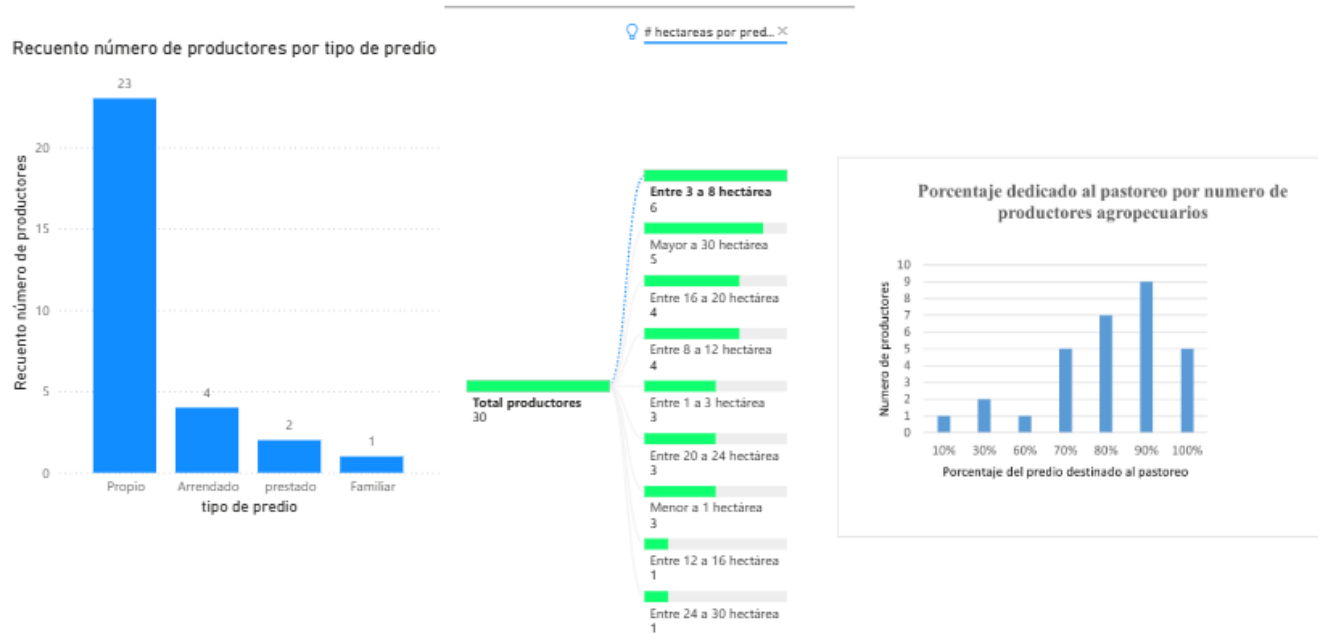 Recuento número de productores por tipo de predio
Recuento número de productores
20
15
10
5
0
23
4
2
1
Propio
Arrendado
prestado
Familiar
tipo de predio
# hectareas por pred...
Total productores
30
Entre 3 a 8 hectárea
6
Mayor a 30 hectárea
5
Entre 16 a 20 hectárea
4
Entre 8 a 12 hectárea
4
Entre 1 a 3 hectárea
3
Entre 20 a 24 hectárea
3
Menor a 1 hectárea
3
Entre 12 a 16 hectárea
1
Entre 24 a 30 hectárea
1
Porcentaje dedicado al pastoreo por numero de
productores agropecuarios
Numero de productores
10
9
8
7
6
5
4
3
2
1
0
10%
30%
60%
70%
80%
90%
100%
Porcentaje del predio destinado al pastoreo